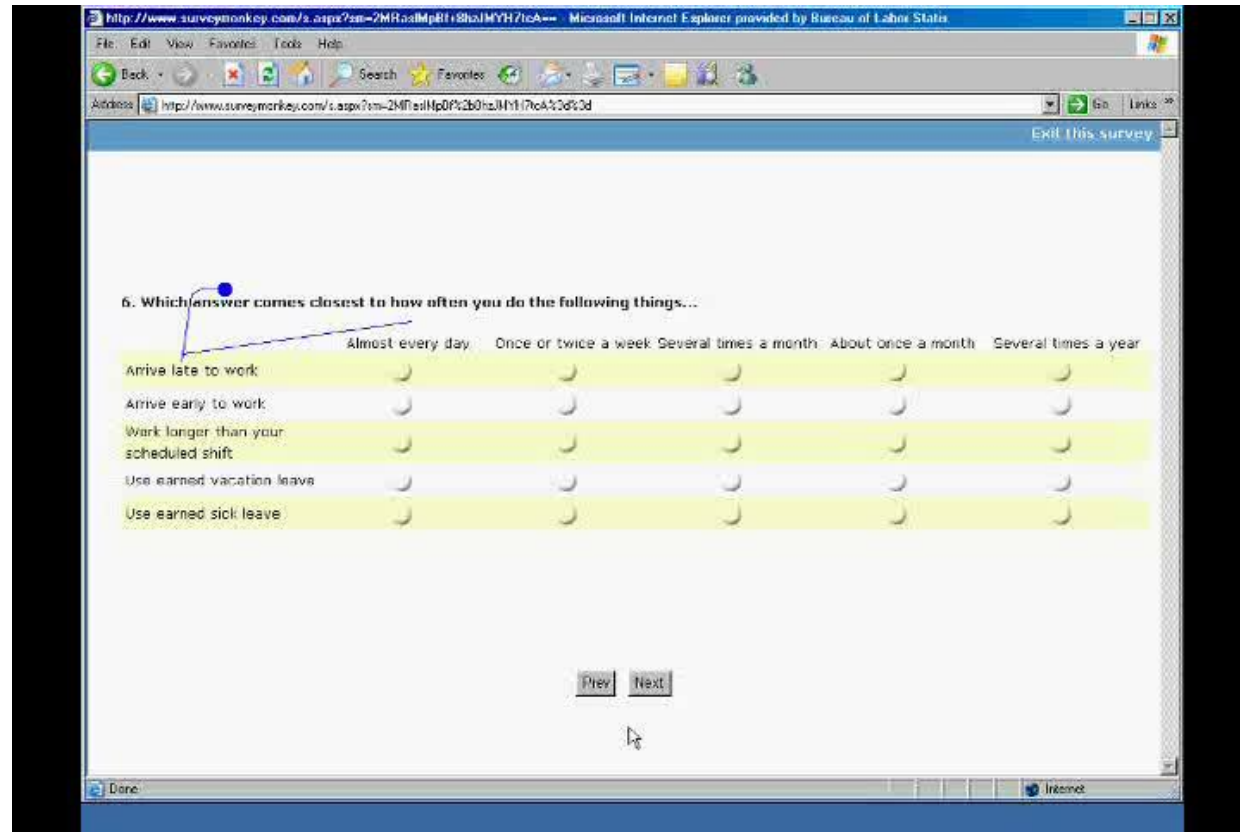 Microsoft Internet Explorer provided by Bureau of Labor Statis
File Edit View Favorites Tools Help
Back Search Favorites
Address Go Links »
Exit this survey
6. Which answer comes closest to how often you do the following things...
Almost every day Once or twice a week Several times a month About once a month Several times a year
Arrive late to work
Arrive early to work
Work longer than your
scheduled shift
Use earned vacation leave
Use earned sick leave
Prev Next
Done Internet